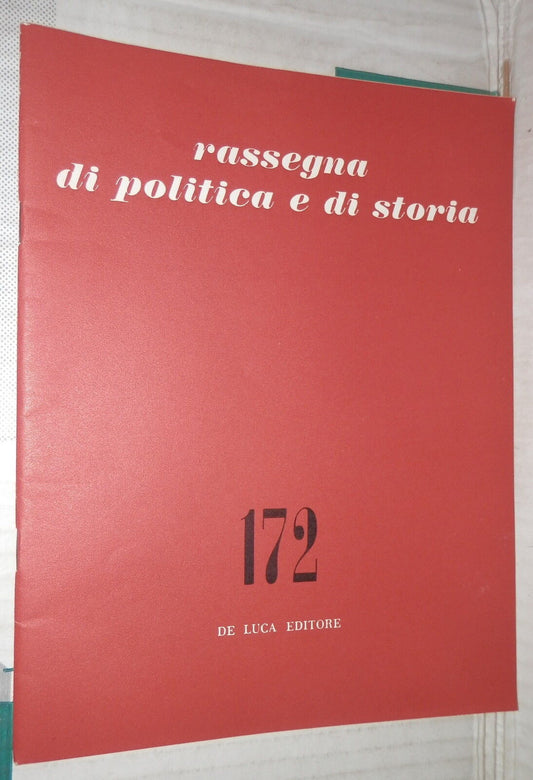 rassegna
di politica e di storia
172
DE LUCA EDITORE